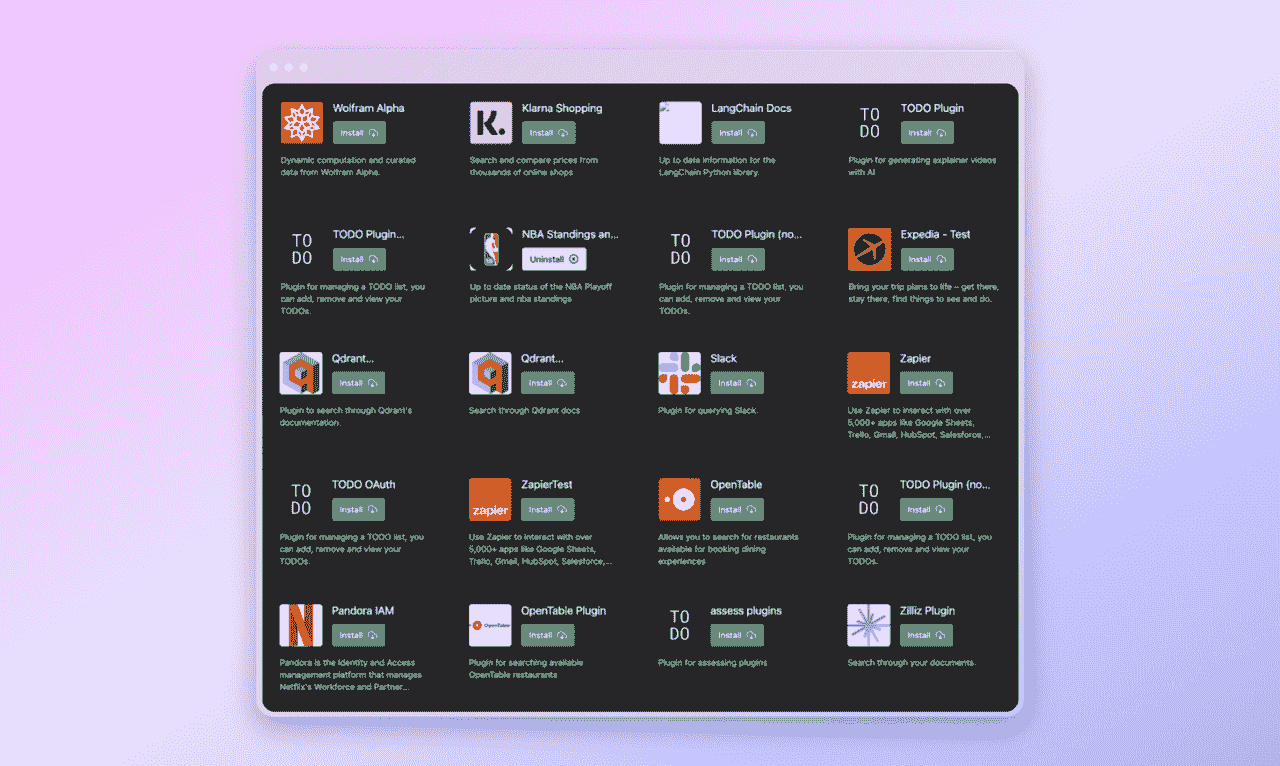 Wolfram Alpha
Install
Dynamic computation and curated
data from Wolfram Alpha.
K.
Klarna Shopping
Install
Search and compare prices from
thousands of online shops
LangChain Docs
Install
Up to date information for the
LangChain Python library.
TO
DO
TODO Plugin
Install
Plugin for generating explainer videos
with AI
TO
DO
TODO Plugin...
Install
Plugin for managing a TODO list, you
can add, remove and view your
TODOs.
NBA Standings an...
Uninstall
Up to date status of the NBA Playoff
picture and nba standings
TO
DO
TODO Plugin (no...
Install
Plugin for managing a TODO list, you
can add, remove and view your
TODOs.
Expedia - Test
Install
Bring your trip plans to life – get there,
stay there, find things to see and do.
Qdrant...
Install
Plugin to search through Qdrant's
documentation.
Qdrant...
Install
Search through Qdrant docs
Slack
Install
Plugin for querying Slack.
zapier
Zapier
Install
Use Zapier to interact with over
5,000+ apps like Google Sheets,
Trello, Gmail, HubSpot, Salesforce,...
TO
DO
TODO OAuth
Install
Plugin for managing a TODO list, you
can add, remove and view your
TODOs.
zapier
ZapierTest
Install
Use Zapier to interact with over
5,000+ apps like Google Sheets,
Trello, Gmail, HubSpot, Salesforce,...
OpenTable
Install
Allows you to search for restaurants
available for booking dining
experiences
TO
DO
TODO Plugin (no...
Install
Plugin for managing a TODO list, you
can add, remove and view your
TODOs.
N
Pandora IAM
Install
Pandora is the Identity and Access
management platform that manages
Netflix's Workforce and Partner...
OpenTable
OpenTable Plugin
Install
Plugin for searching available
OpenTable restaurants
TO
DO
assess plugins
Install
Plugin for assessing plugins
Zilliz Plugin
Install
Search through your documents.